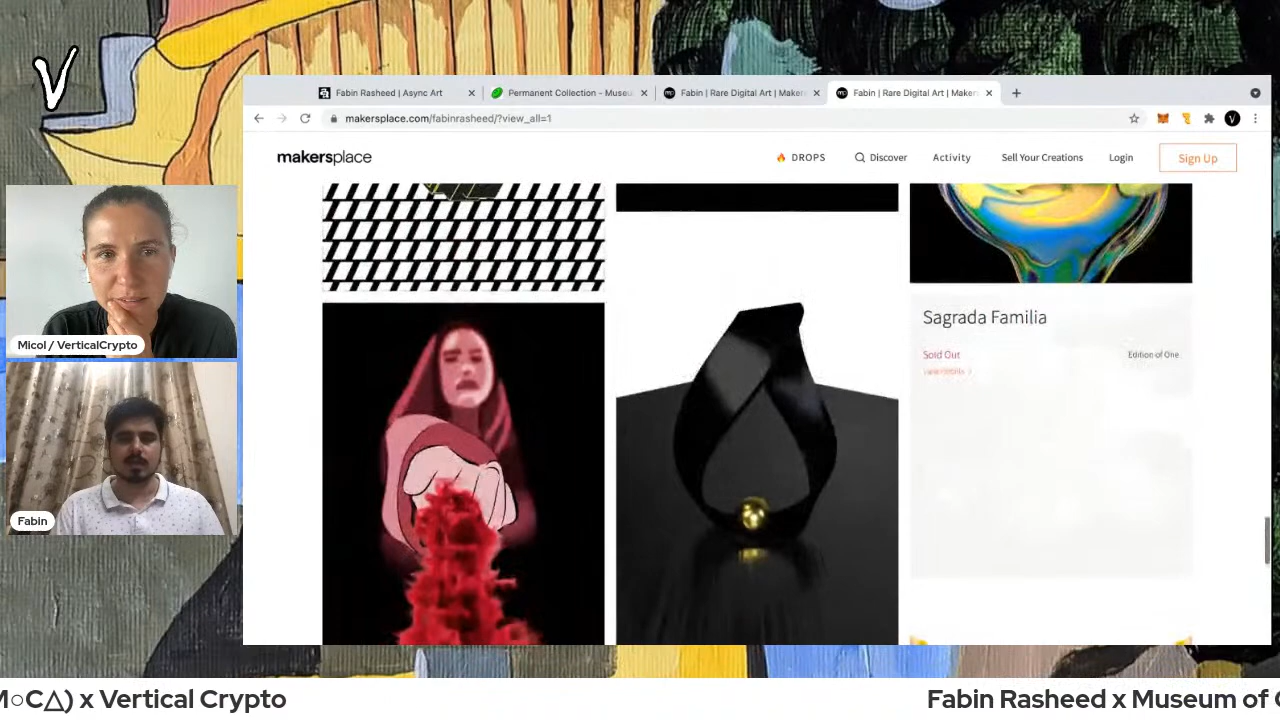 V
Fabin Rasheed | Async Art
Permanent Collection – Museu
Fabin | Rare Digital Art | Maker
Fabin | Rare Digital Art | Maker
makersplace.com/fabinrasheed/?view_all=1
V
makersplace
DROPS
Discover
Activity
Sell Your Creations
Login
Sign Up
Micol / VerticalCrypto
Fabin
Sagrada Familia
Sold Out
Edition of One
M○C△) x Vertical Crypto
Fabin Rasheed x Museum of C